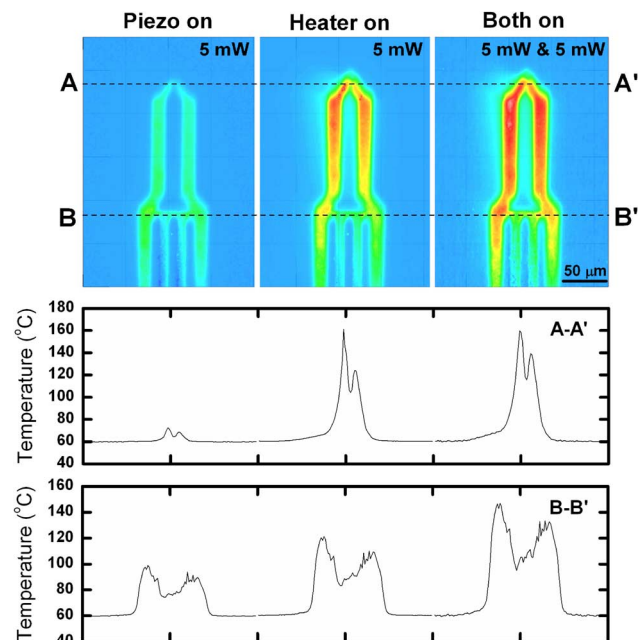 Piezo on Heater on Both on
5 mW 5 mW 5 mW & 5 mW
A A'
B B'
50 μm
180
160
140
120
100
80
60
40
Temperature (°C)
A-A'
160
140
120
100
80
60
40
Temperature (°C)
B-B'